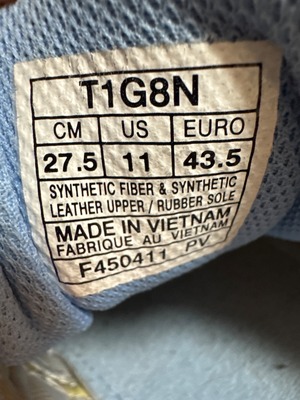 T1G8N
CM US EURO
27.5 11 43.5
SYNTHETIC FIBER & SYNTHETIC
LEATHER UPPER / RUBBER SOLE
MADE IN VIETNAM
FABRIQUE AU VIETNAM
F450411 PV